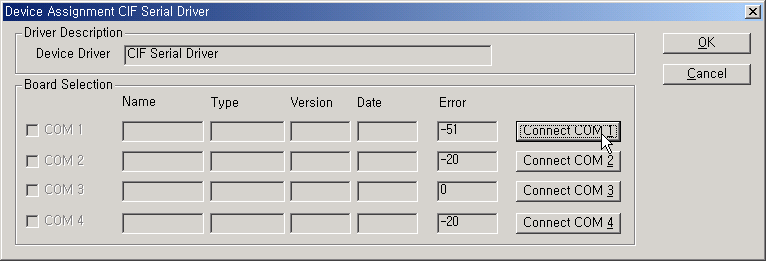 Device Assignment CIF Serial Driver
Driver Description
Device Driver CIF Serial Driver
OK
Cancel
Board Selection
Name Type Version Date Error
COM 1 -51 Connect COM 1
COM 2 -20 Connect COM 2
COM 3 0 Connect COM 3
COM 4 -20 Connect COM 4